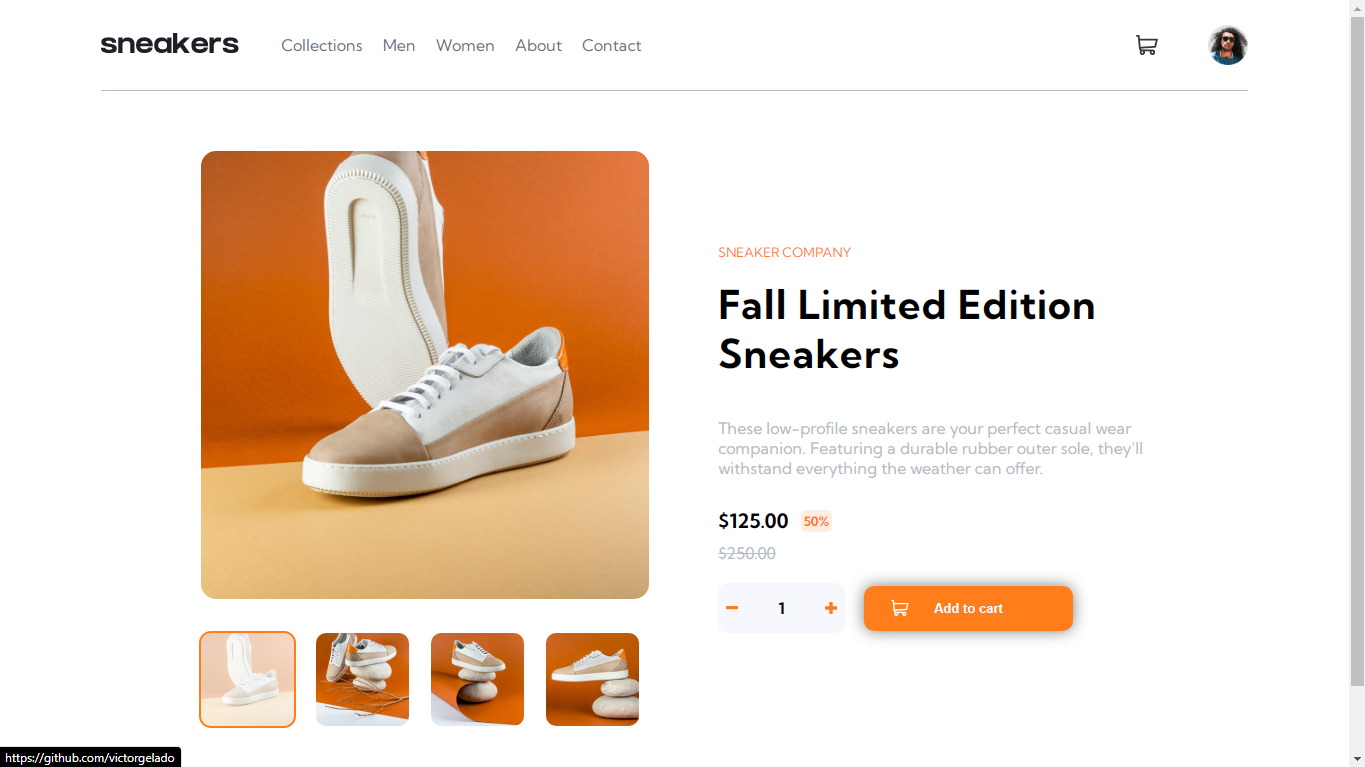 sneakers
Collections Men Women About Contact
SNEAKER COMPANY
Fall Limited Edition
Sneakers
These low-profile sneakers are your perfect casual wear
companion. Featuring a durable rubber outer sole, they’ll
withstand everything the weather can offer.
$125.00 50%
$250.00
1
Add to cart
https://github.com/victorgelado